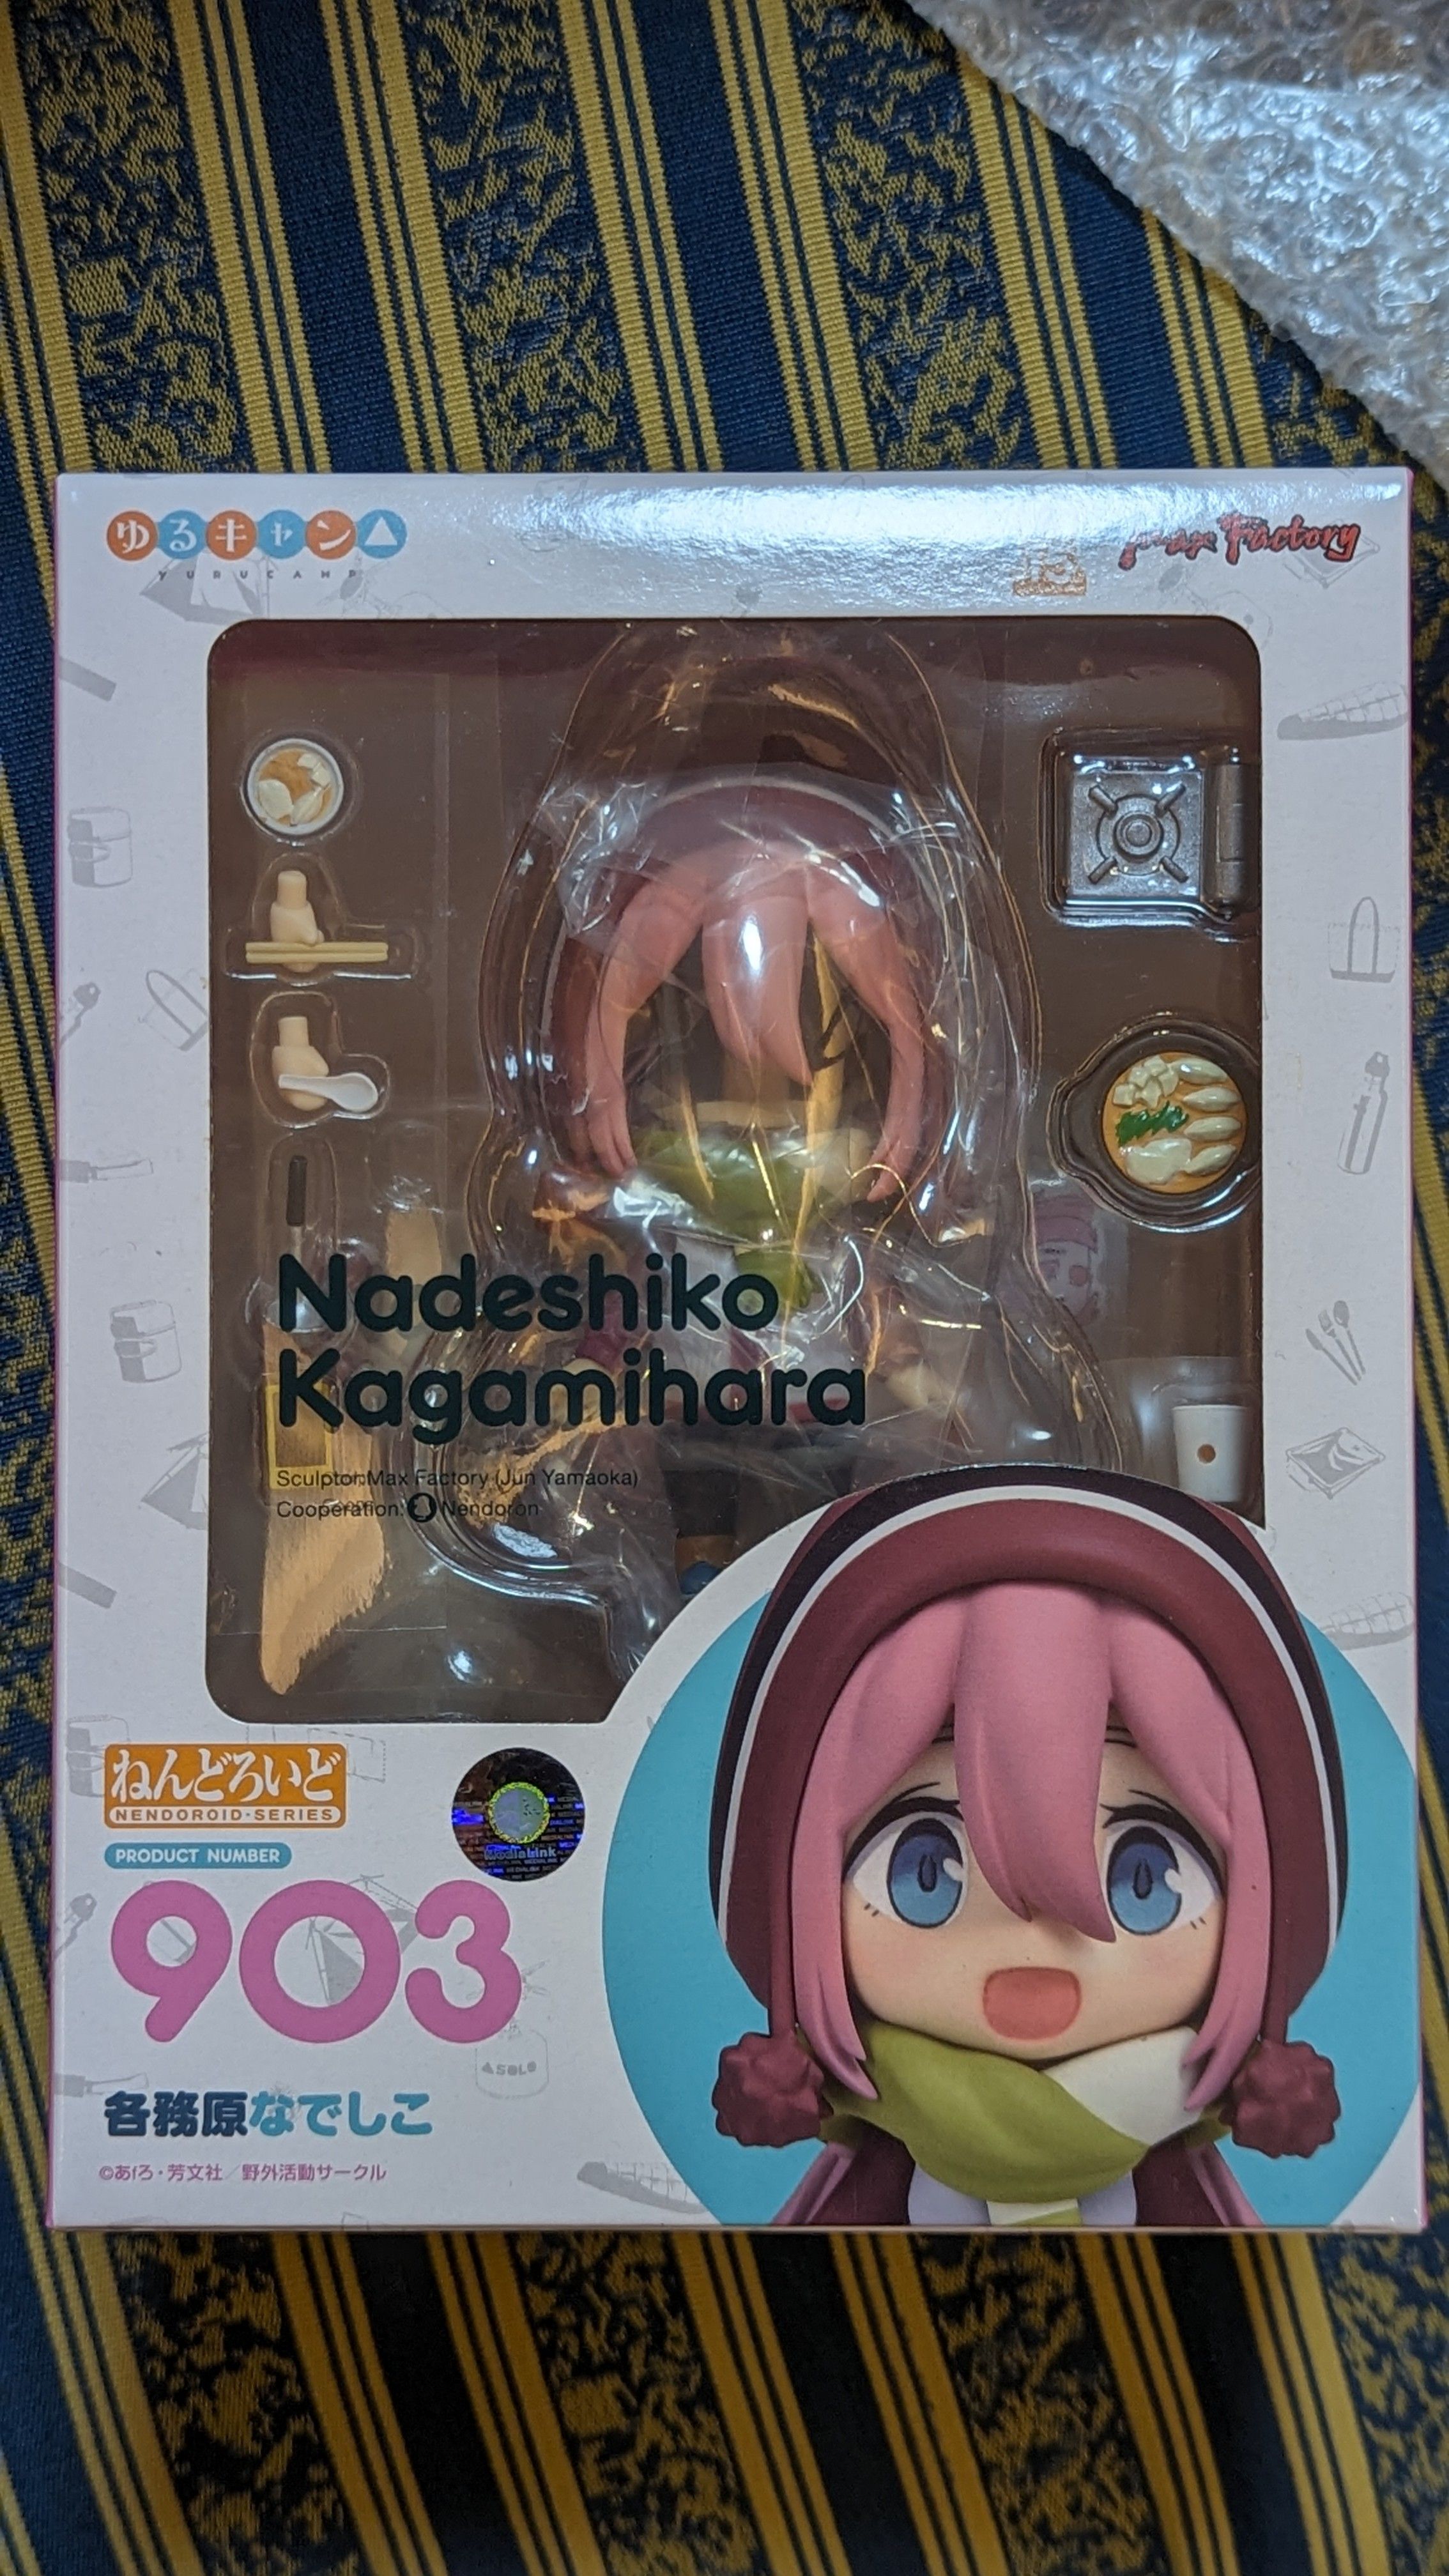 ゆるキャン△
YURUCAMP
Max Factory
Nadeshiko
Kagamihara
Sculptor:Max Factory (Jun Yamaoka)
Cooperation: Nendoron
ねんどろいど
NENDOROID·SERIES
PRODUCT NUMBER
MediaLink
903
▲SOLO
各務原なでしこ
©あfろ・芳文社／野外活動サークル